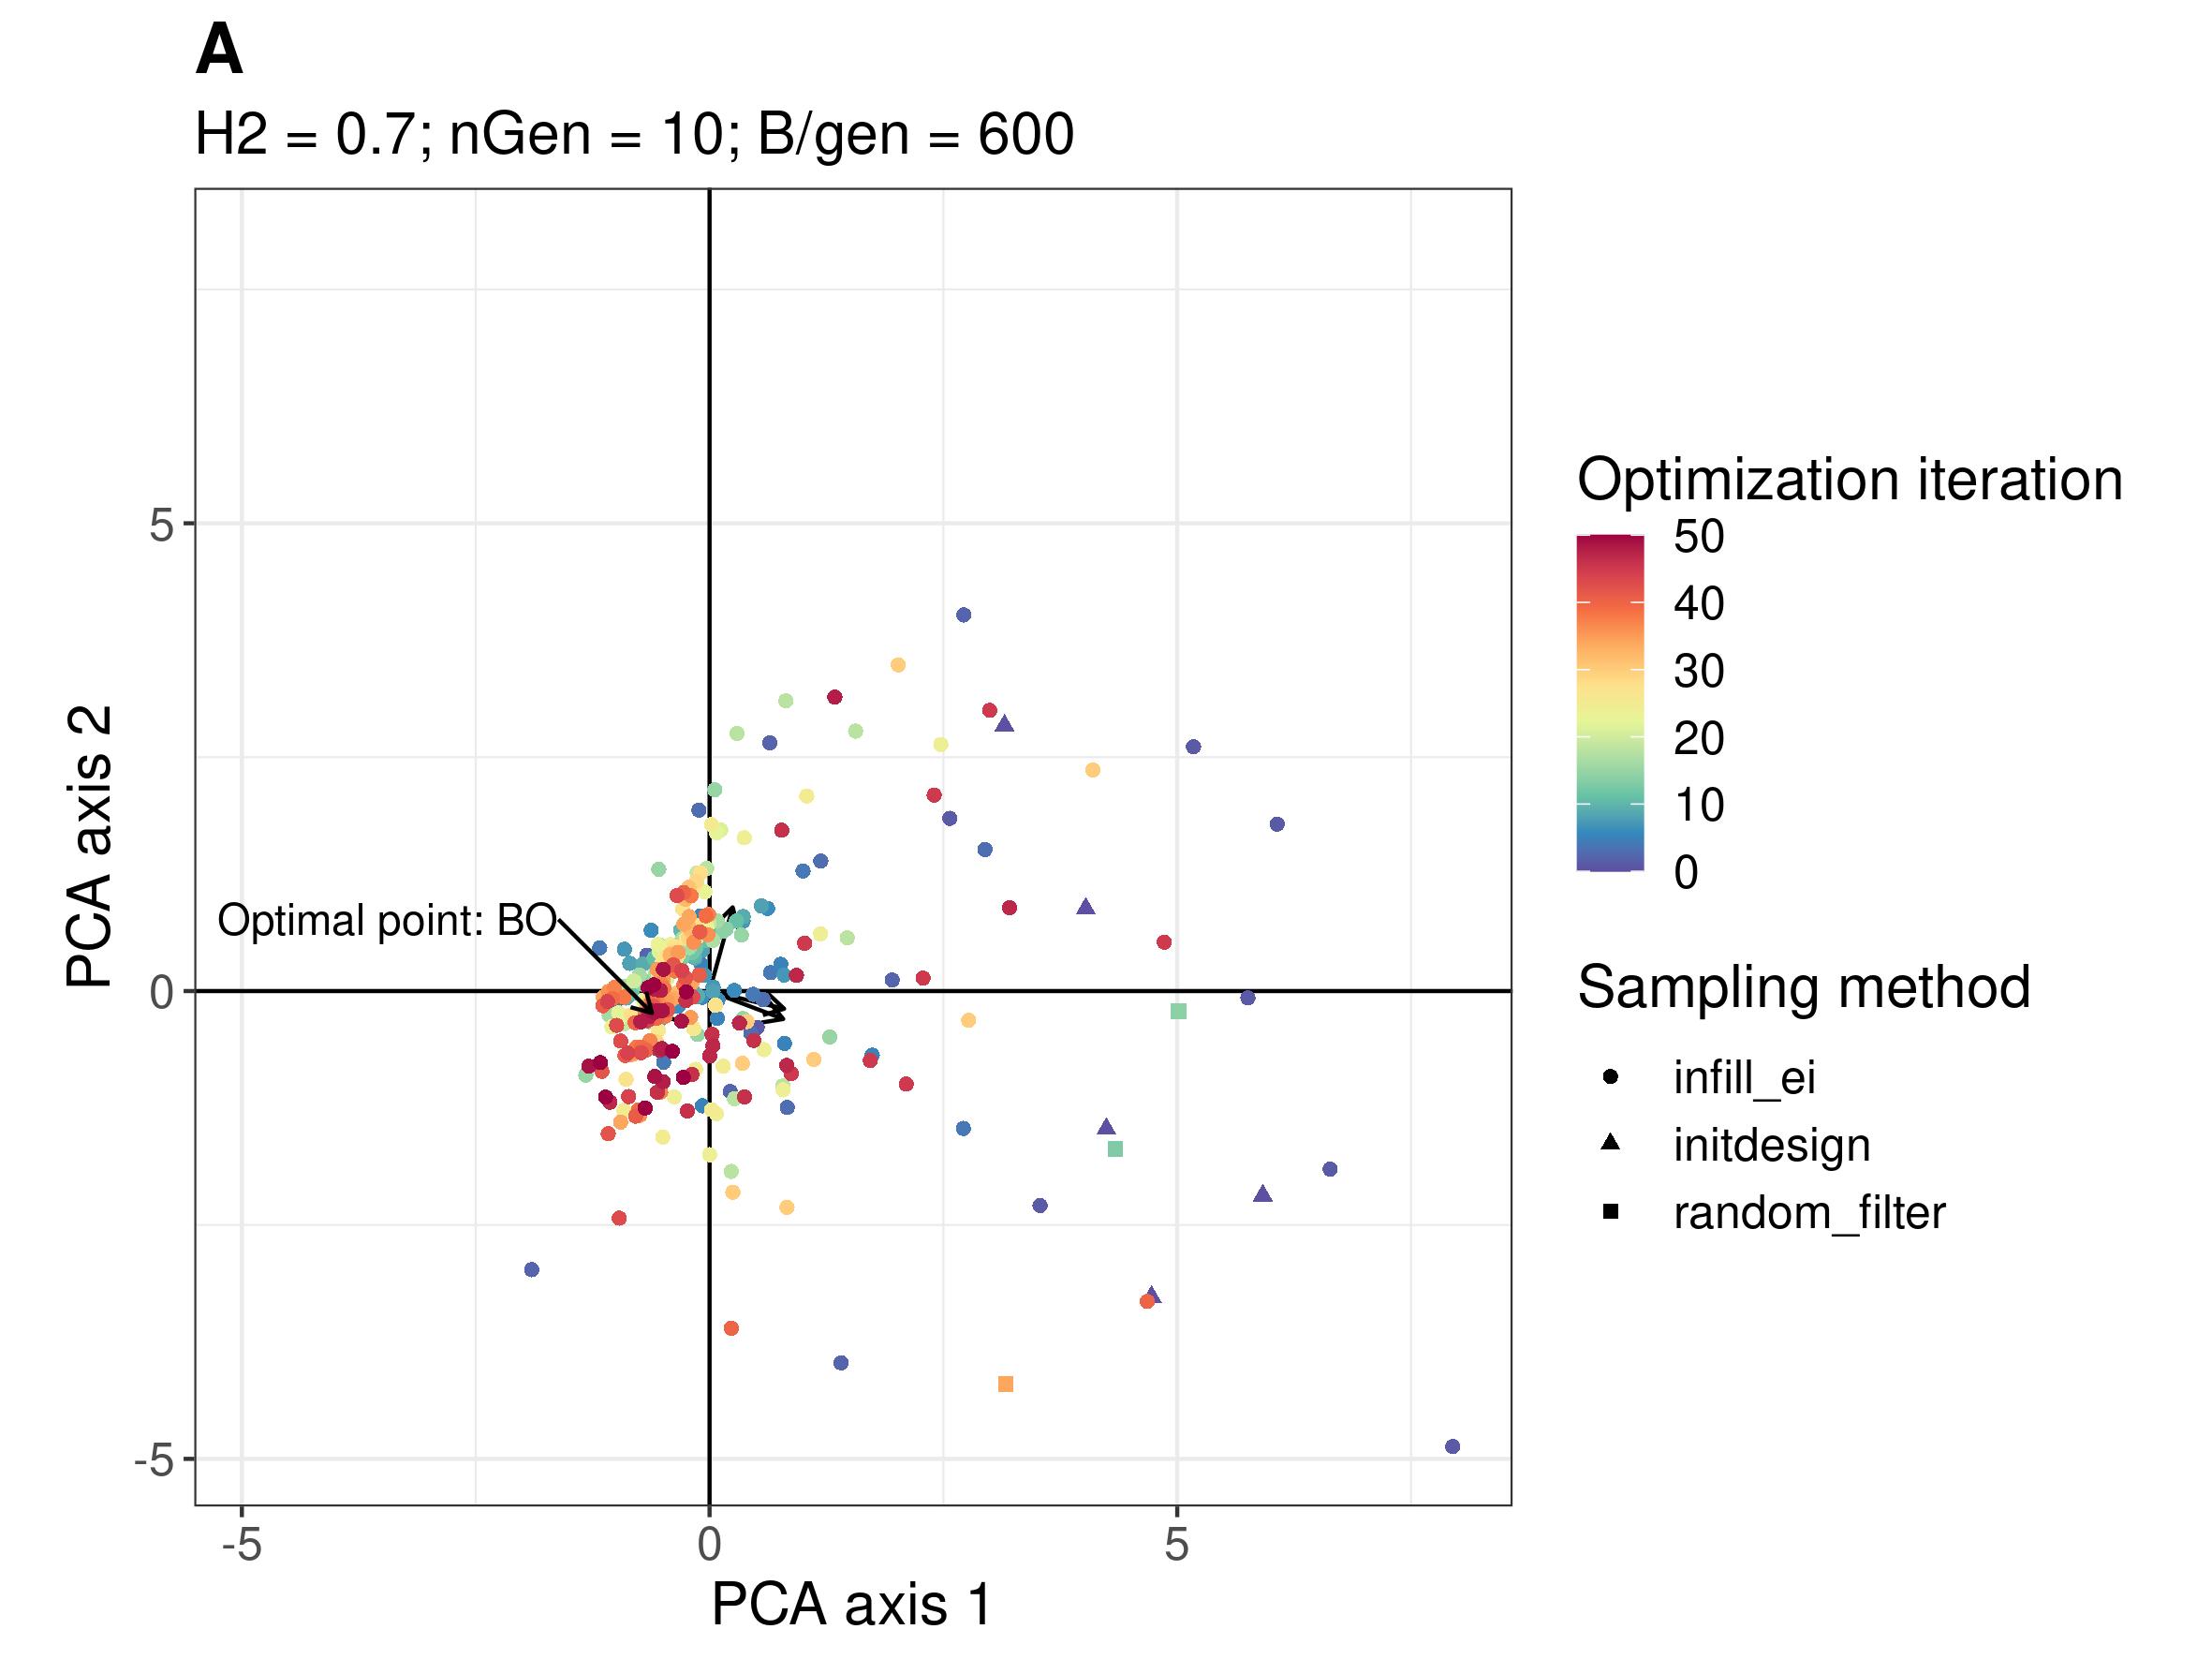 A
H2 = 0.7; nGen = 10; B/gen = 600
PCA axis 2
5
0
-5
Optimal point: BO
-5
0
5
PCA axis 1
Optimization iteration
50
40
30
20
10
0
Sampling method
infill_ei
initdesign
random_filter